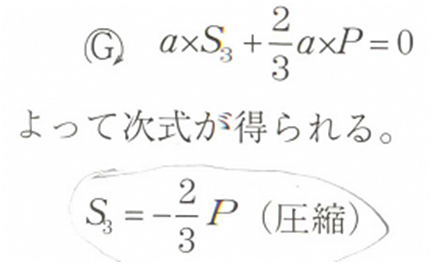 Ⓖ a×S₃ + 2/3 a×P = 0
よって次式が得られる。
S₃ = − 2/3 P (圧縮)